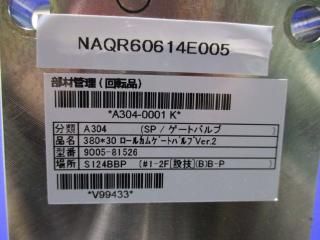 NAQR60614E005
部材管理(回転品)
*A304-0001 K*
分類 A304 (SP/ゲートバルブ)
品名 380*30 ロールカムゲートバルブVer.2
型番 9005-81526
場所 S124BBP (#1-2F[設技](B)B-P )
*V99433*